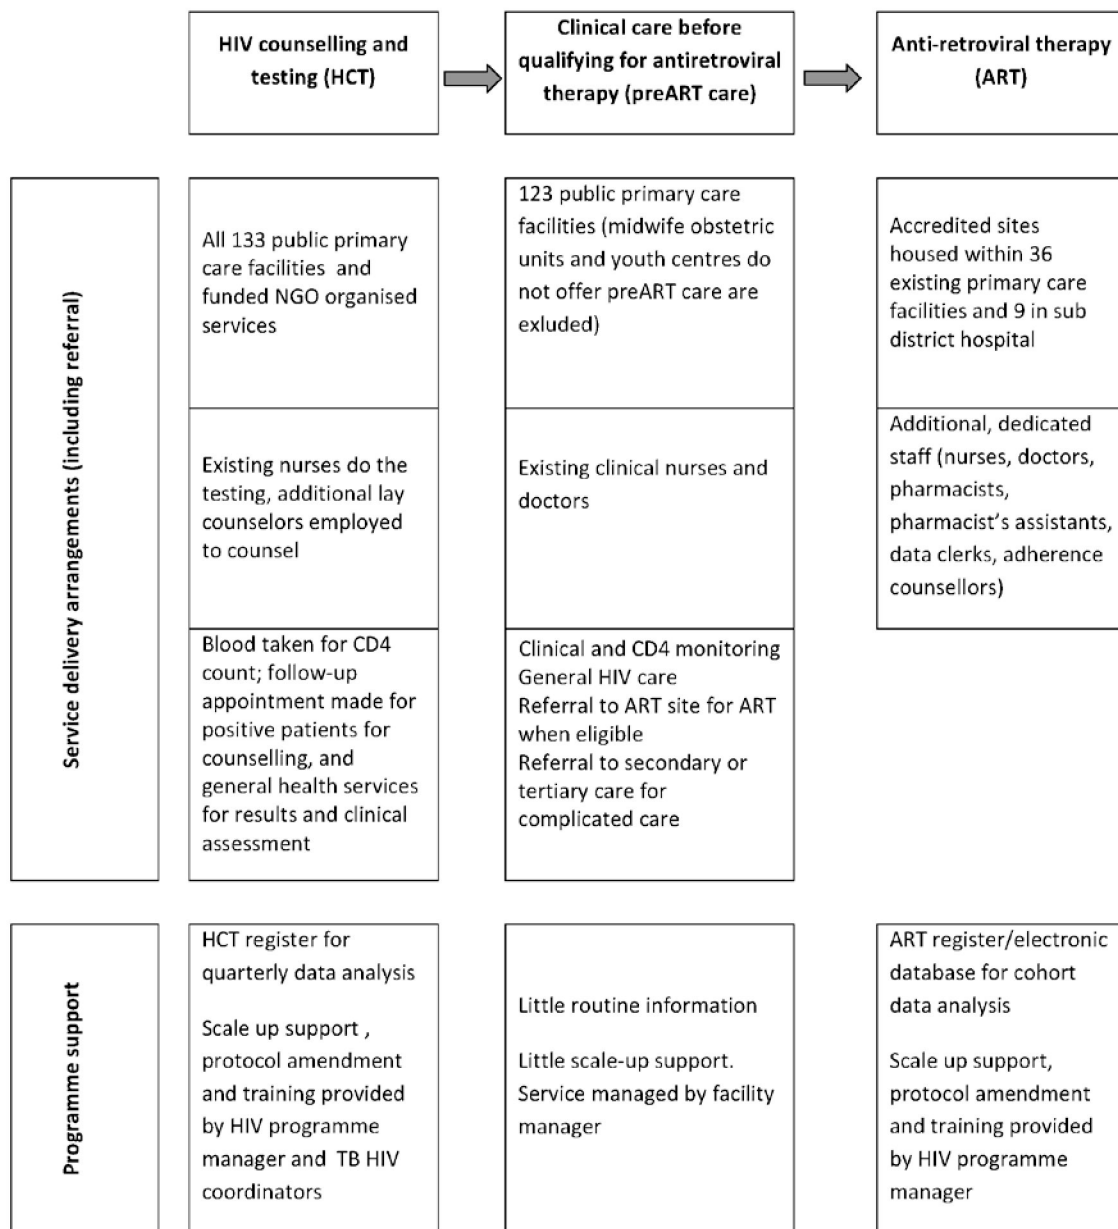 HIV counselling and
testing (HCT)
Clinical care before
qualifying for antiretroviral
therapy (preART care)
Anti-retroviral therapy
(ART)
Service delivery arrangements (including referral)
All 133 public primary
care facilities and
funded NGO organised
services
123 public primary care
facilities (midwife obstetric
units and youth centres do
not offer preART care are
exluded)
Accredited sites
housed within 36
existing primary care
facilities and 9 in sub
district hospital
Existing nurses do the
testing, additional lay
counselors employed
to counsel
Existing clinical nurses and
doctors
Additional, dedicated
staff (nurses, doctors,
pharmacists,
pharmacist's assistants,
data clerks, adherence
counsellors)
Blood taken for CD4
count; follow-up
appointment made for
positive patients for
counselling, and
general health services
for results and clinical
assessment
Clinical and CD4 monitoring
General HIV care
Referral to ART site for ART
when eligible
Referral to secondary or
tertiary care for
complicated care
Programme support
HCT register for
quarterly data analysis
Scale up support ,
protocol amendment
and training provided
by HIV programme
manager and TB HIV
coordinators
Little routine information
Little scale-up support.
Service managed by facility
manager
ART register/electronic
database for cohort
data analysis
Scale up support,
protocol amendment
and training provided
by HIV programme
manager